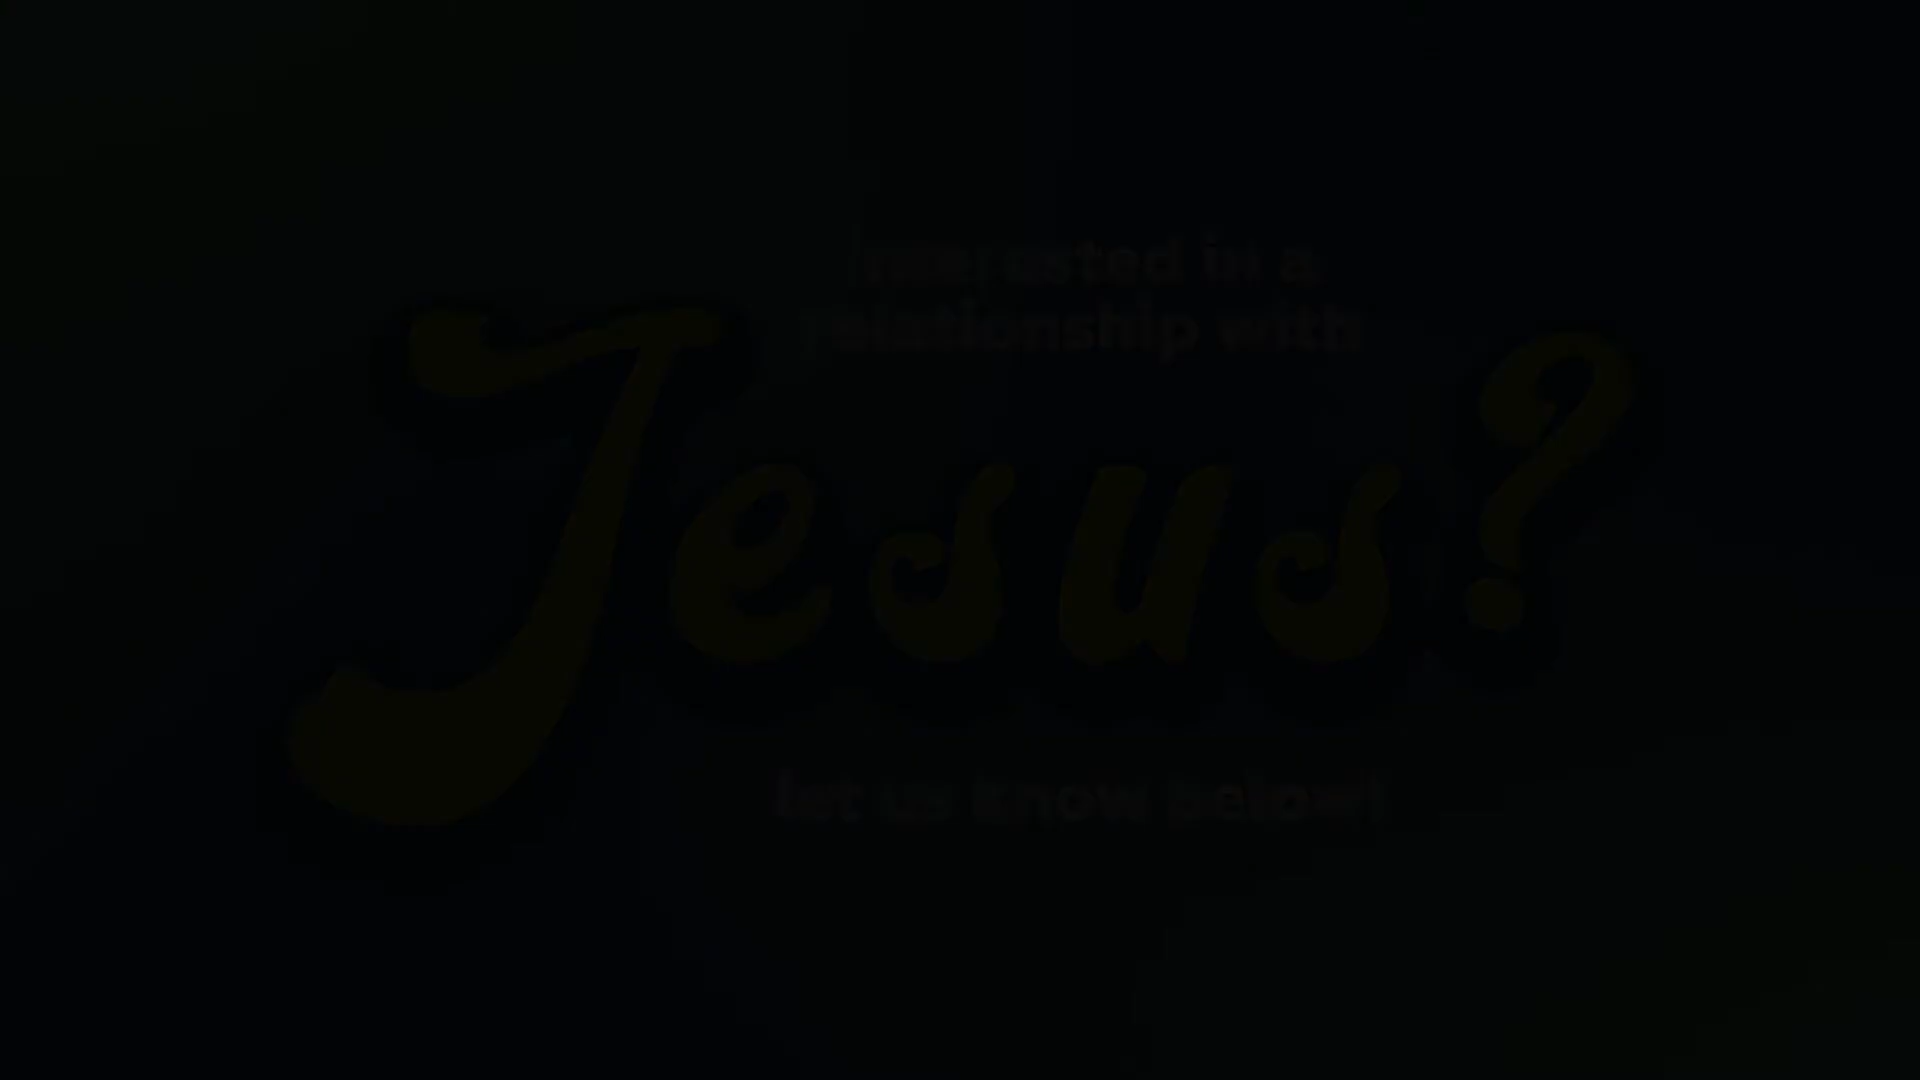 Interested in a
relationship with
Jesus?
let us know below!